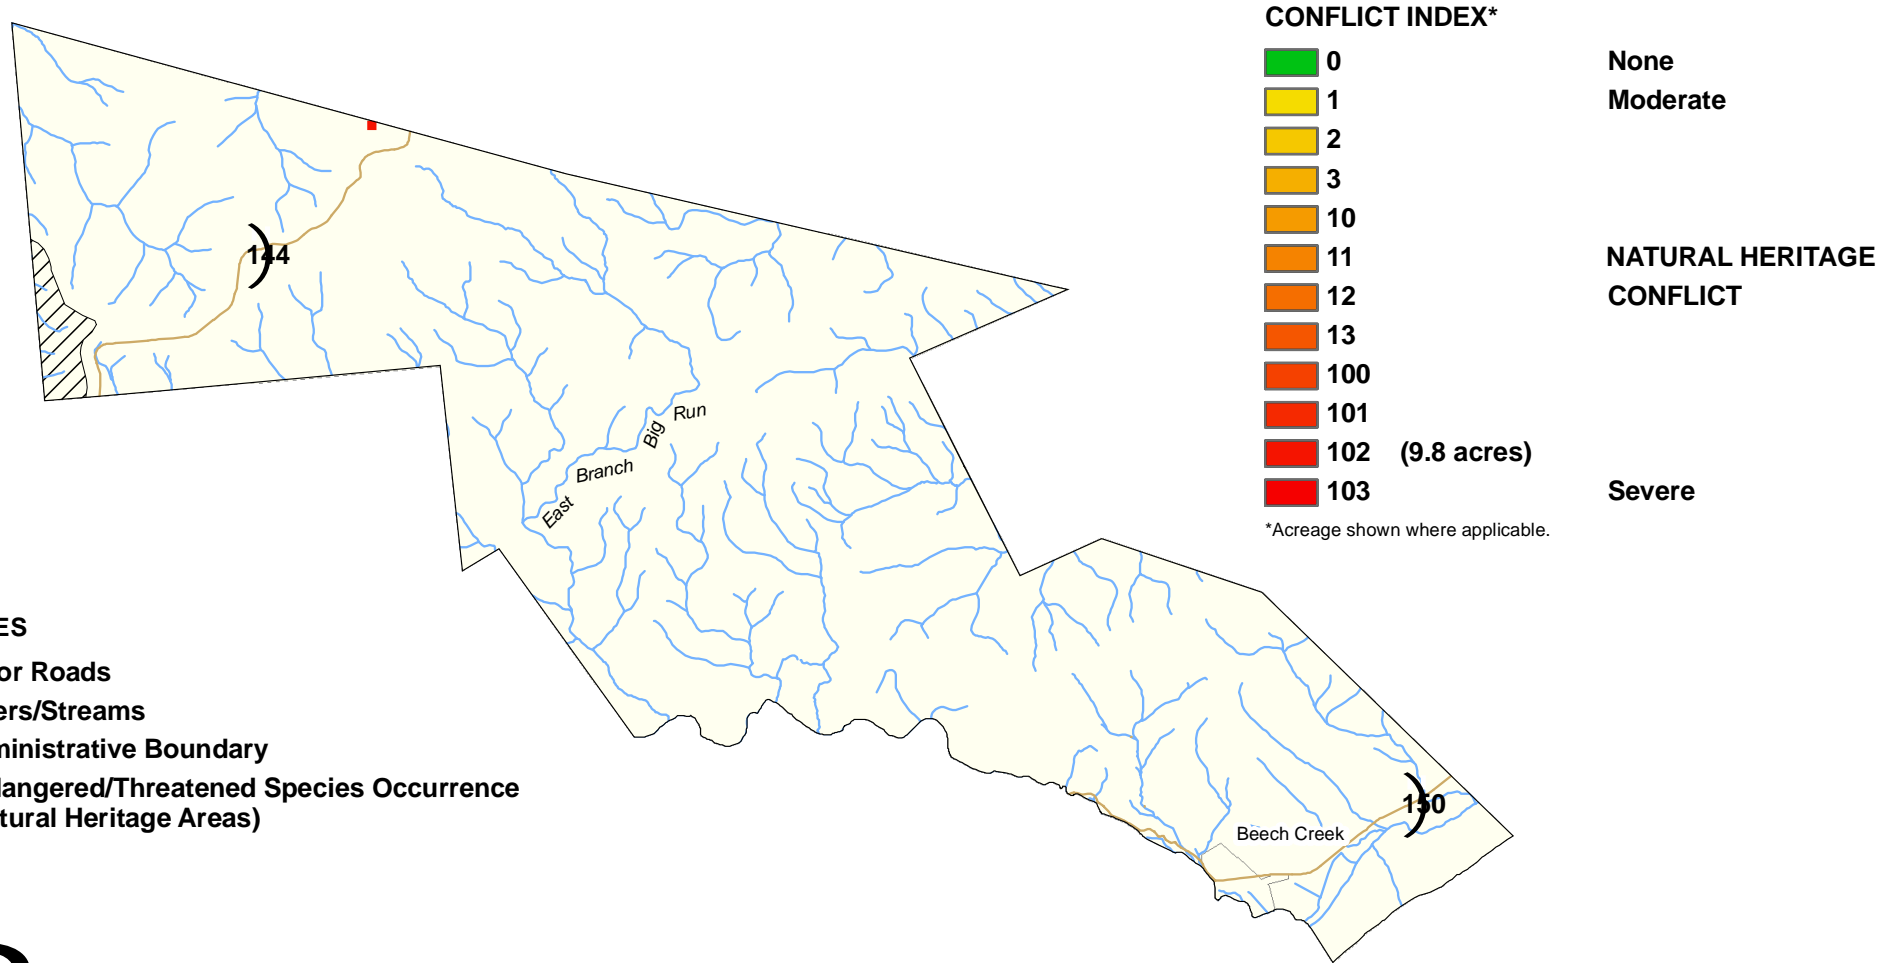 CONFLICT INDEX*
0 None
1 Moderate
2
3
10
11 NATURAL HERITAGE
12 CONFLICT
13
100
101
102 (9.8 acres)
103 Severe
*Acreage shown where applicable.
144
Run
Big
Branch
East
150
Beech Creek
ES
or Roads
ers/Streams
ministrative Boundary
dangered/Threatened Species Occurrence
tural Heritage Areas)